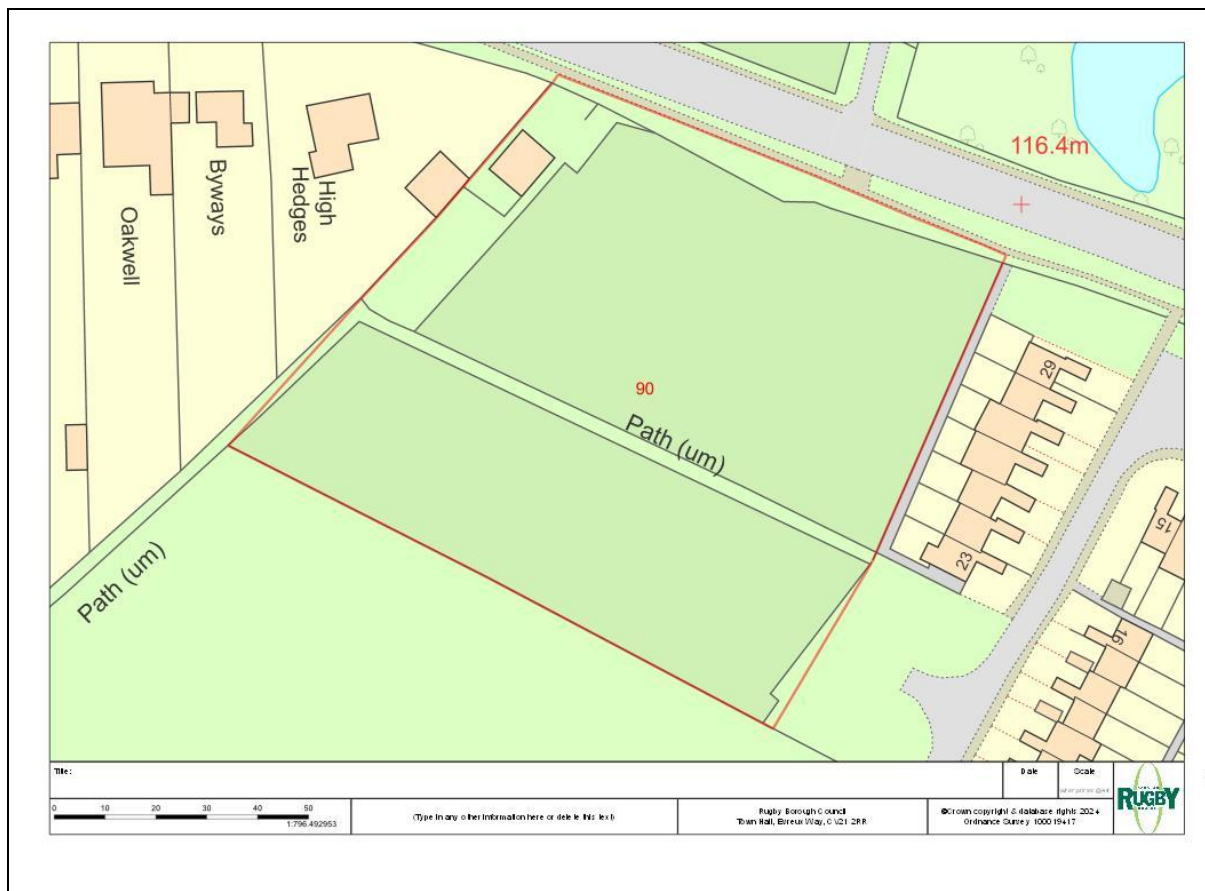 116.4m
Oakwell
Byways
High
Hedges
90
Path (um)
Path (um)
29
23
15
16
Title:
Date
Scale
0 10 20 30 40 50
1:796.492953
(Type in any other information here or delete this text)
Rugby Borough Council
Town Hall, Evreux Way, CV21 2RR
©Crown copyright & database rights 2024
Ordnance Survey 100019417
RUGBY